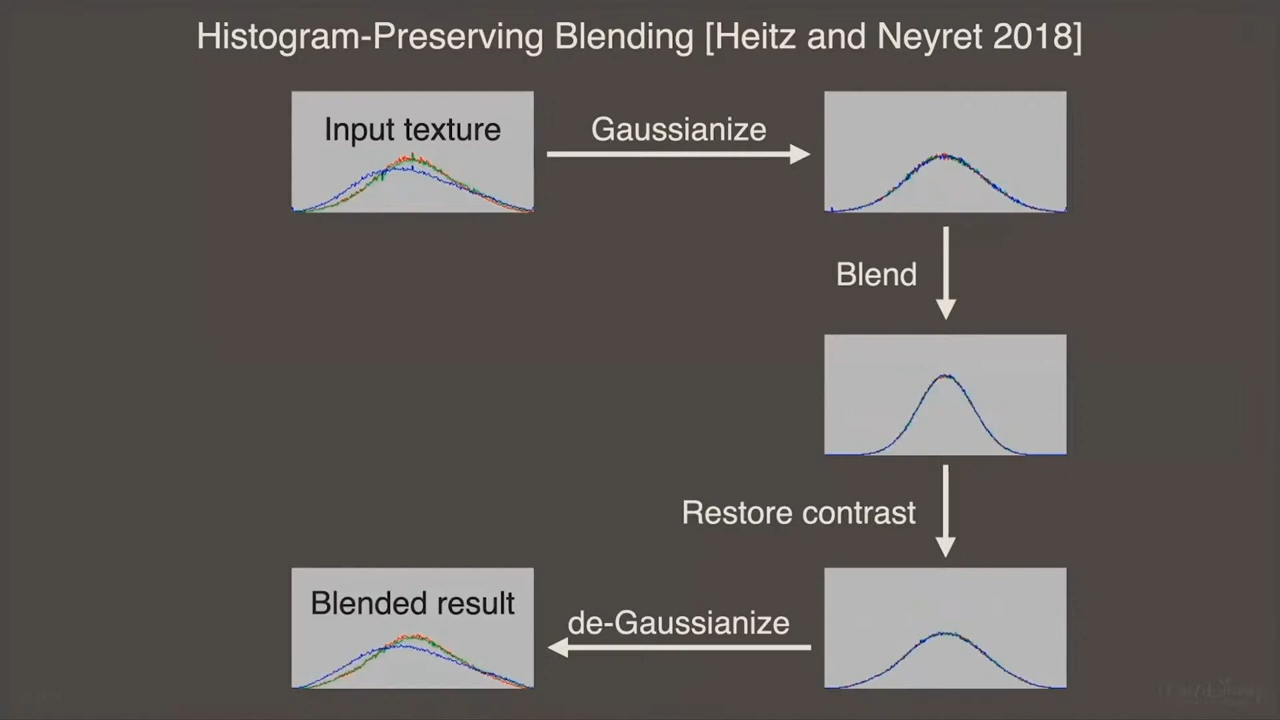 Histogram-Preserving Blending [Heitz and Neyret 2018]
Input texture
Gaussianize
Blend
Restore contrast
Blended result
de-Gaussianize